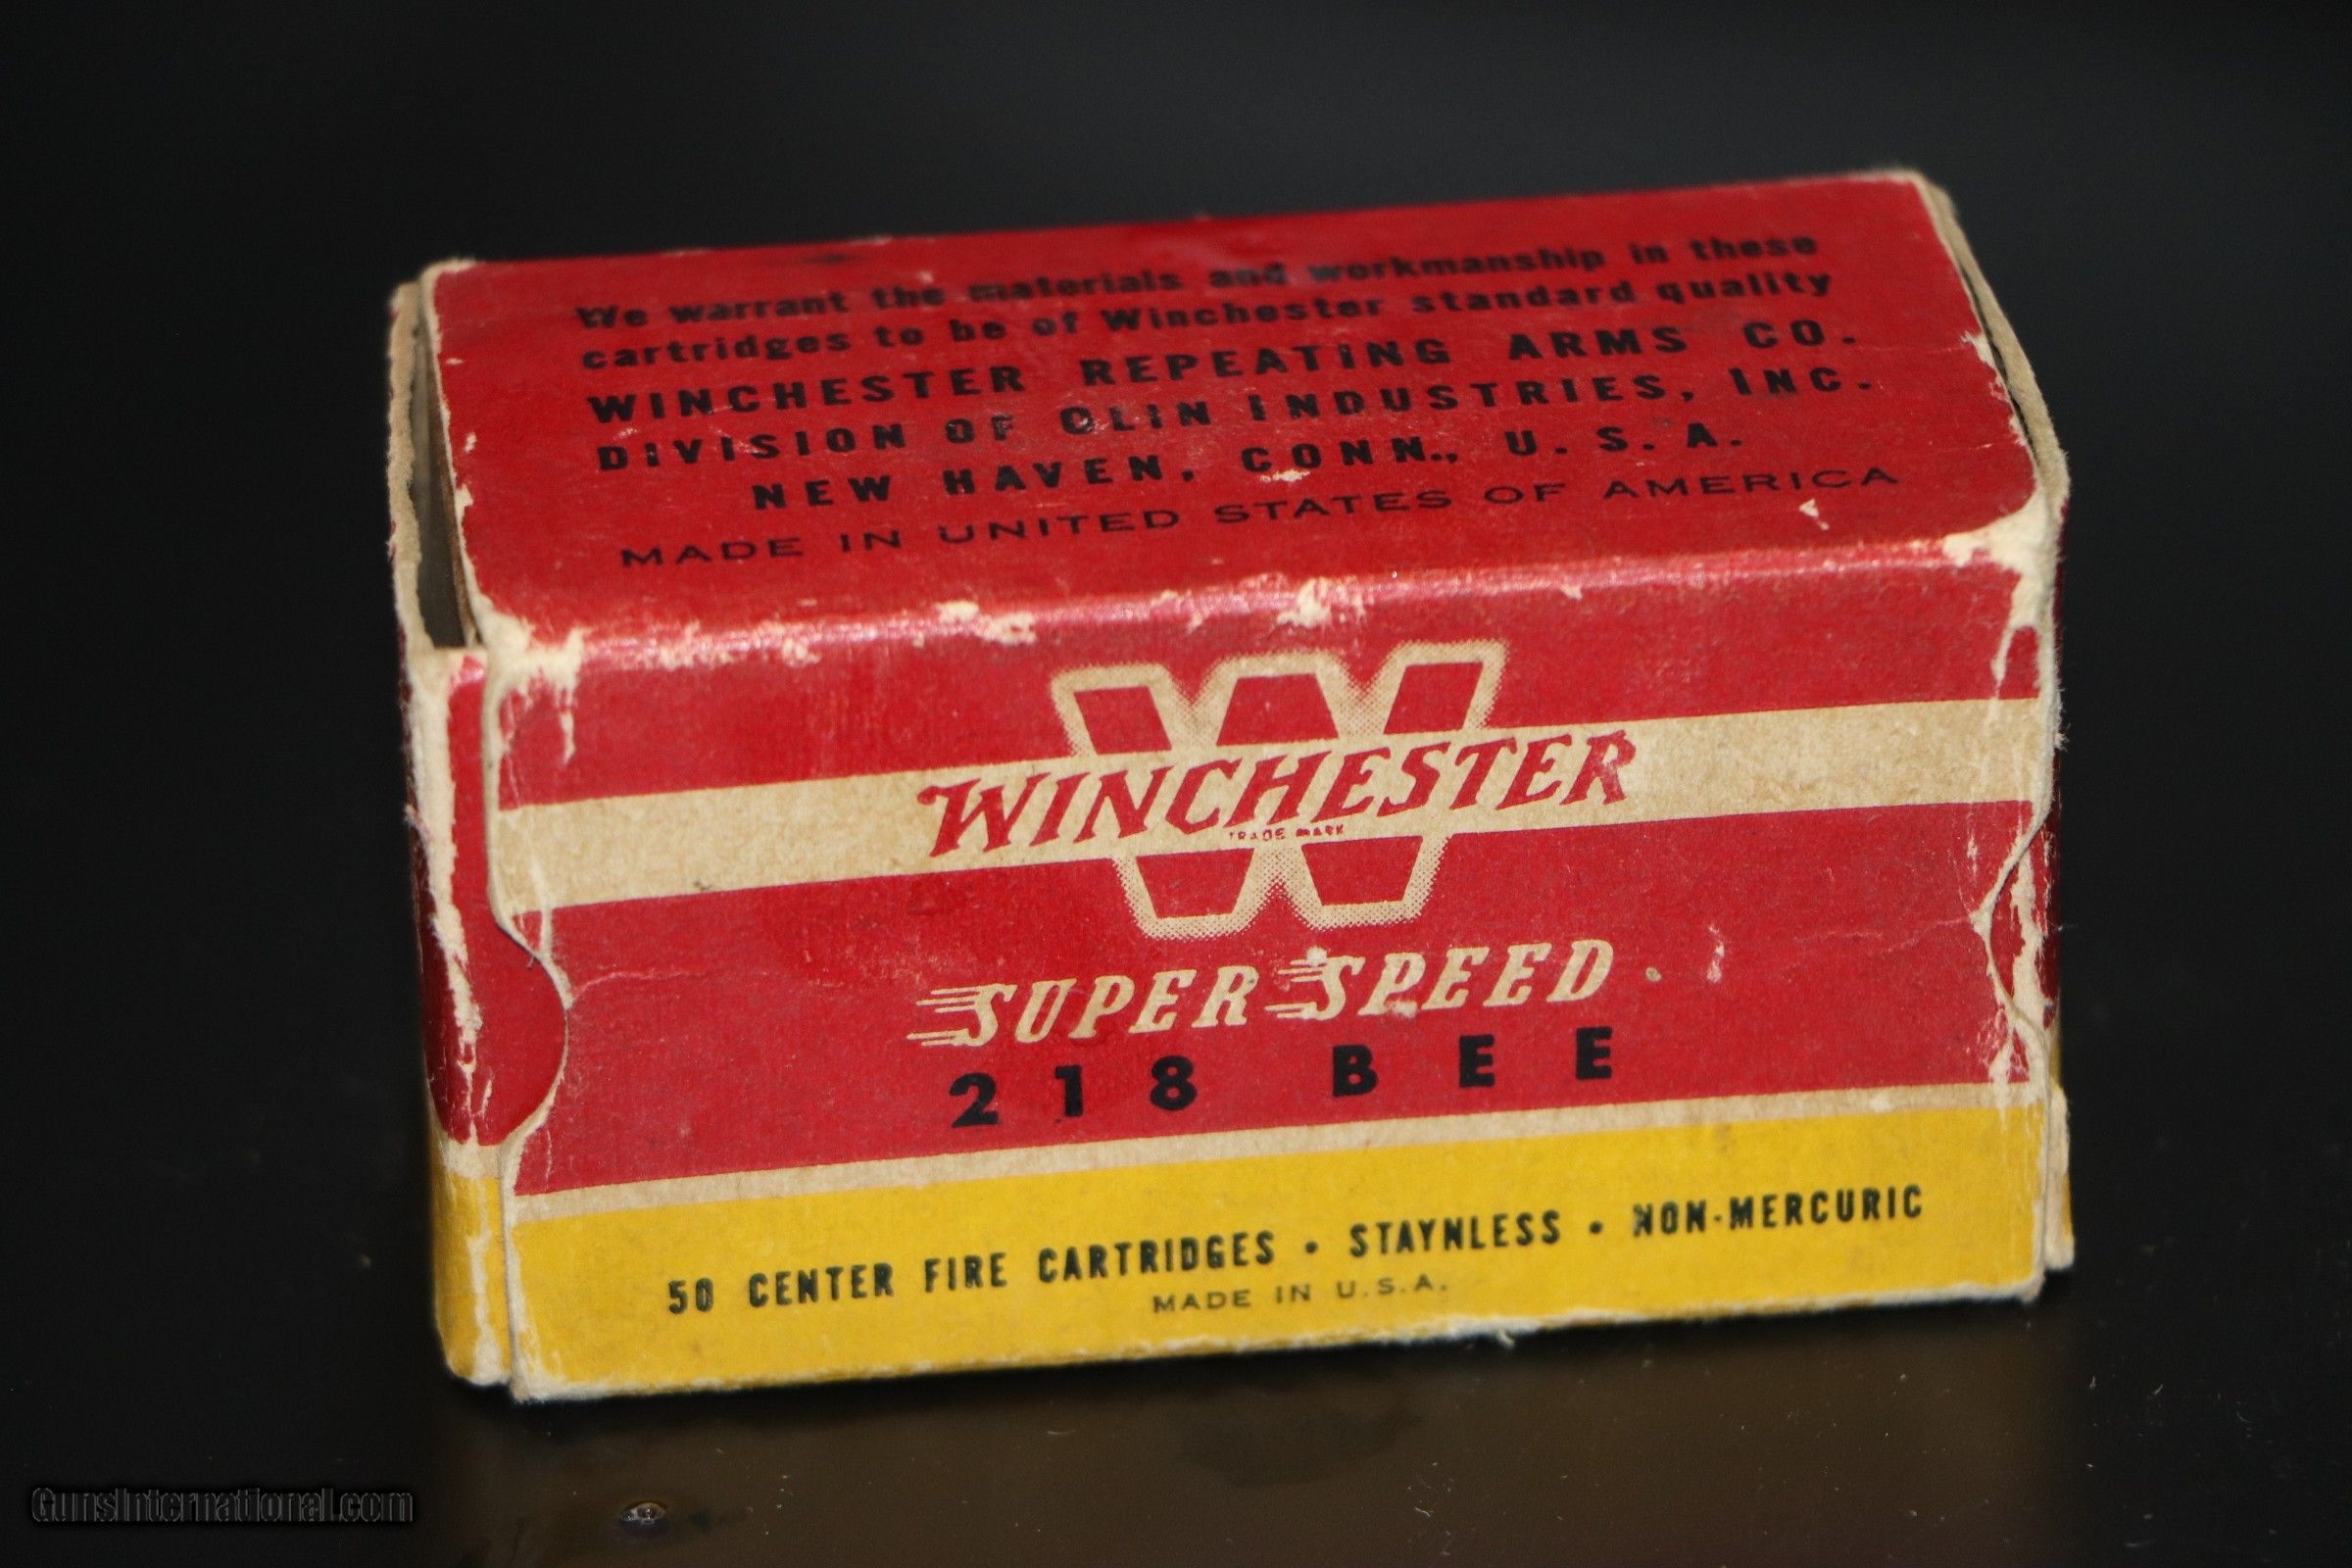 We warrant the materials and workmanship in these
cartridges to be of Winchester standard quality
WINCHESTER REPEATING ARMS CO.
DIVISION OF OLIN INDUSTRIES, INC.
NEW HAVEN, CONN., U. S. A.
MADE IN UNITED STATES OF AMERICA
W
WINCHESTER
TRADE MARK
SUPER SPEED
218 BEE
50 CENTER FIRE CARTRIDGES • STAYNLESS • NON-MERCURIC
MADE IN U.S.A.
GunsInternational.com